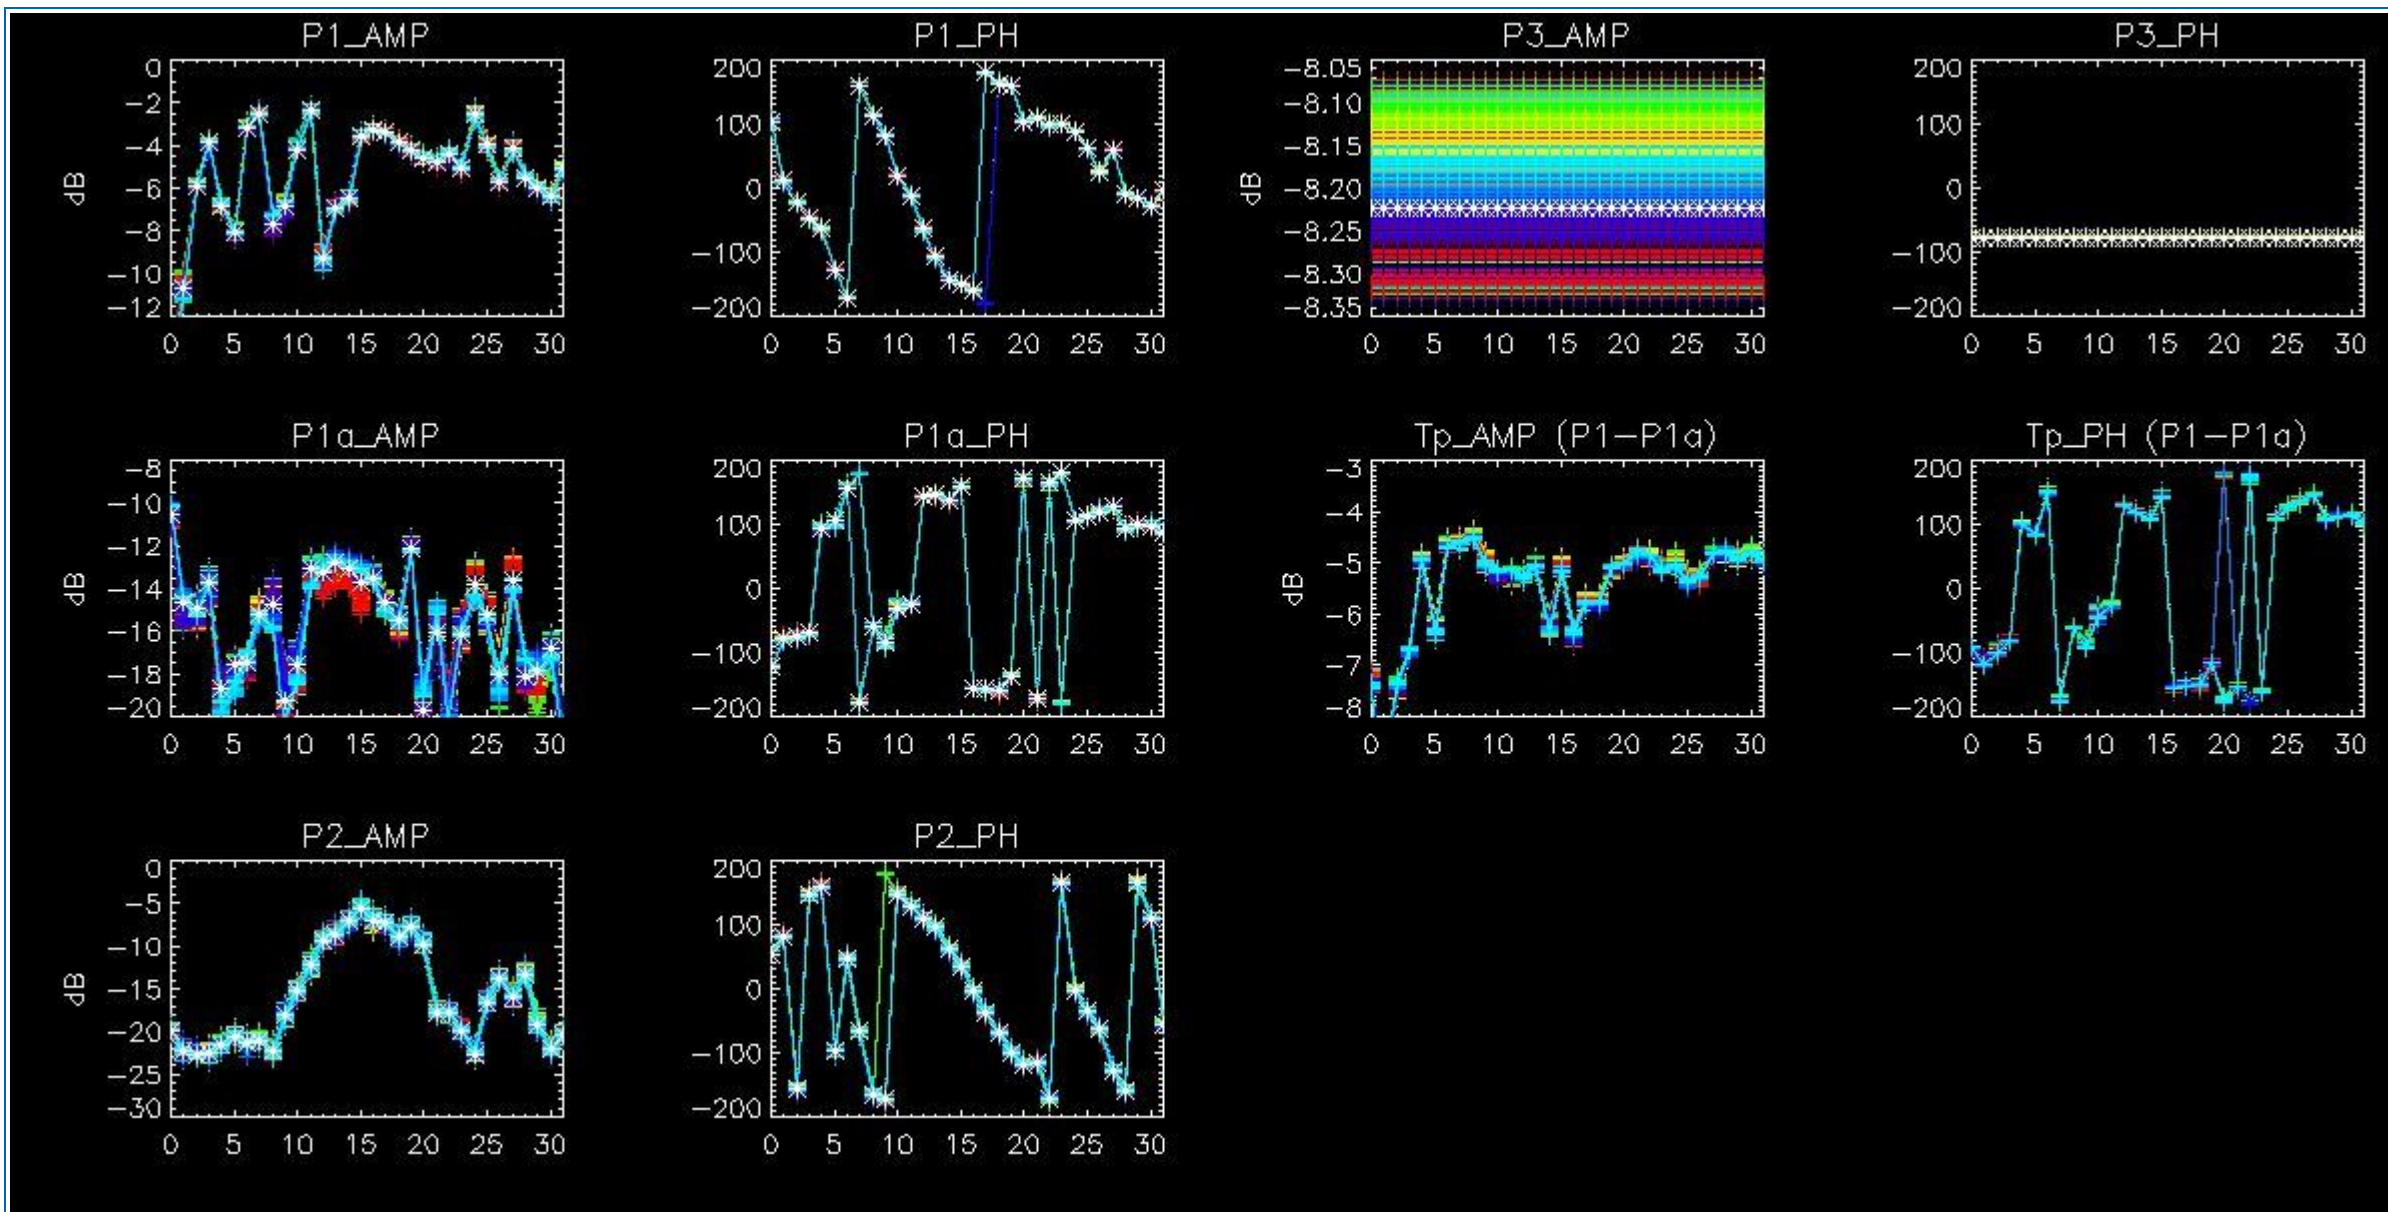 P1_AMP P1_PH P3_AMP P3_PH
0 200 -8.05 200
-2 -8.10
-4 100 -8.15 100
dB -6 0 dB -8.20 0
-8 -8.25
-10 -100 -8.30 -100
-12 -200 -8.35 -200
0 5 10 15 20 25 30 0 5 10 15 20 25 30 0 5 10 15 20 25 30 0 5 10 15 20 25 30
P1a_AMP P1a_PH Tp_AMP (P1-P1a) Tp_PH (P1-P1a)
-8 200 -3 200
-10 -4
-12 100 100
dB -14 0 dB -5 0
-16 -6
-18 -100 -7 -100
-20 -200 -8 -200
0 5 10 15 20 25 30 0 5 10 15 20 25 30 0 5 10 15 20 25 30 0 5 10 15 20 25 30
P2_AMP P2_PH
0 200
-5
-10 100
dB -15 0
-20
-25 -100
-30 -200
0 5 10 15 20 25 30 0 5 10 15 20 25 30